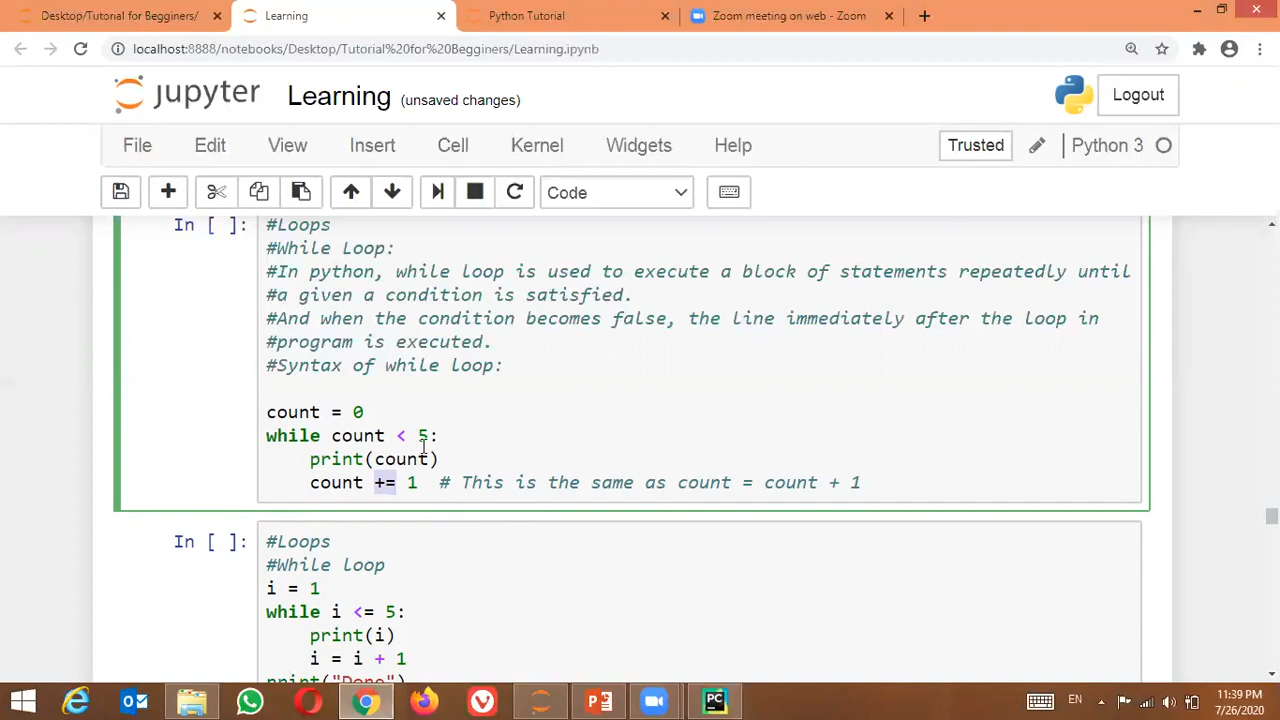 Desktop/Tutorial for Begginers/
Learning
Python Tutorial
Zoom meeting on web - Zoom
localhost:8888/notebooks/Desktop/Tutorial%20for%20Begginers/Learning.ipynb
jupyter Learning (unsaved changes)
Logout
File Edit View Insert Cell Kernel Widgets Help Trusted Python 3
Code
In [ ]: #Loops
#While Loop:
#In python, while loop is used to execute a block of statements repeatedly until
#a given a condition is satisfied.
#And when the condition becomes false, the line immediately after the loop in
#program is executed.
#Syntax of while loop:
count = 0
while count < 5:
print(count)
count += 1 # This is the same as count = count + 1
In [ ]: #Loops
#While loop
i = 1
while i <= 5:
print(i)
i = i + 1
print("Done")
EN
11:39 PM
7/26/2020